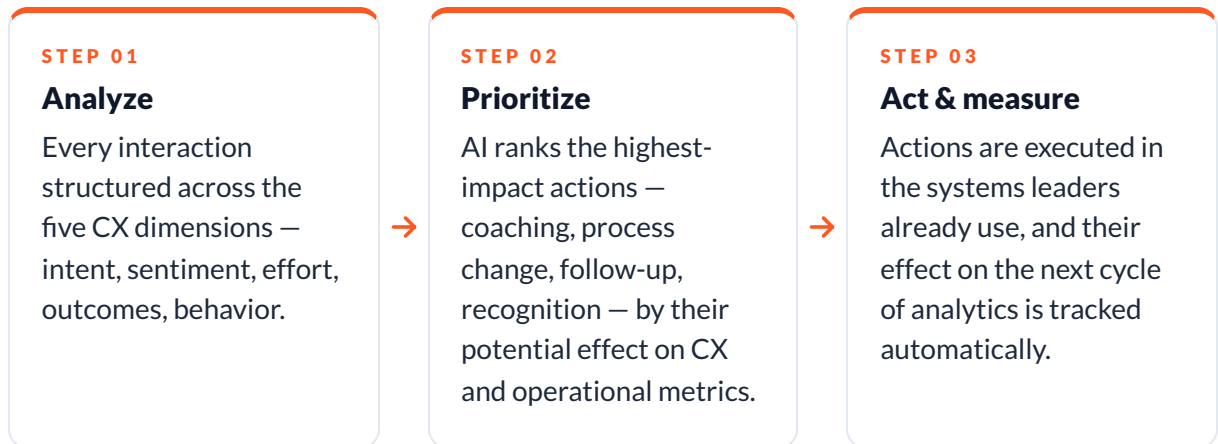 STEP 01
Analyze
Every interaction
structured across the
five CX dimensions —
intent, sentiment, effort,
outcomes, behavior.
STEP 02
Prioritize
AI ranks the highest-
impact actions —
coaching, process
change, follow-up,
recognition — by their
potential effect on CX
and operational metrics.
STEP 03
Act & measure
Actions are executed in
the systems leaders
already use, and their
effect on the next cycle
of analytics is tracked
automatically.